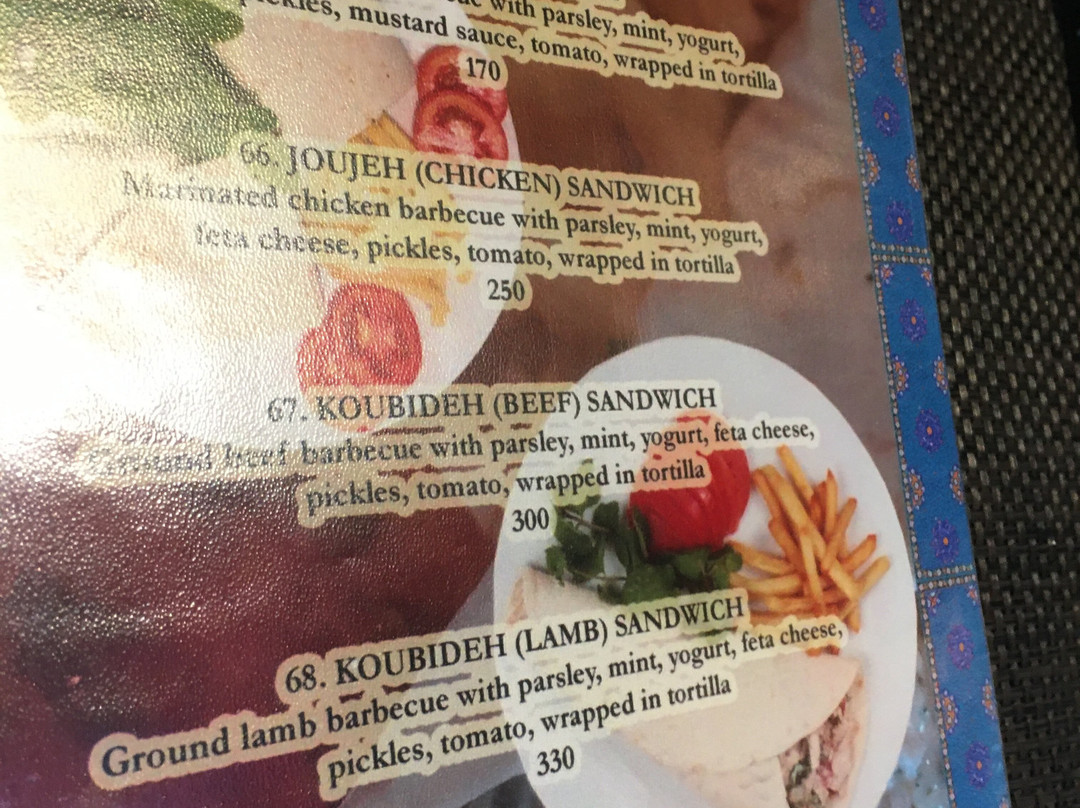 with parsley, mint, yogurt,
pickles, mustard sauce, tomato, wrapped in tortilla
170
66. JOUJEH (CHICKEN) SANDWICH
Marinated chicken barbecue with parsley, mint, yogurt,
feta cheese, pickles, tomato, wrapped in tortilla
250
67. KOUBIDEH (BEEF) SANDWICH
Ground beef barbecue with parsley, mint, yogurt, feta cheese,
pickles, tomato, wrapped in tortilla
300
68. KOUBIDEH (LAMB) SANDWICH
Ground lamb barbecue with parsley, mint, yogurt, feta cheese,
pickles, tomato, wrapped in tortilla
330